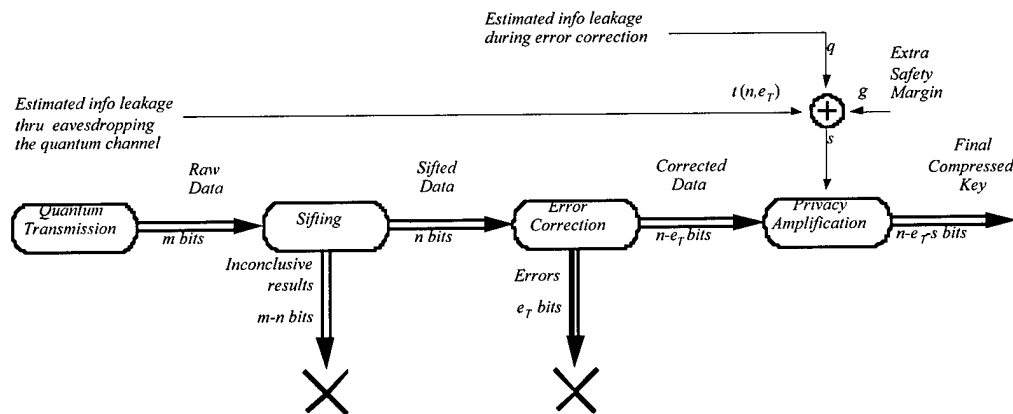 Estimated info leakage
during error correction
q
Extra
Safety
Margin
g
t(n,e_T)
Estimated info leakage
thru eavesdropping
the quantum channel
s
Raw
Data
Sifted
Data
Corrected
Data
Final
Compressed
Key
Quantum
Transmission
m bits
Sifting
n bits
Error
Correction
n-e_T bits
Privacy
Amplification
n-e_T-s bits
Inconclusive
results
m-n bits
Errors
e_T bits